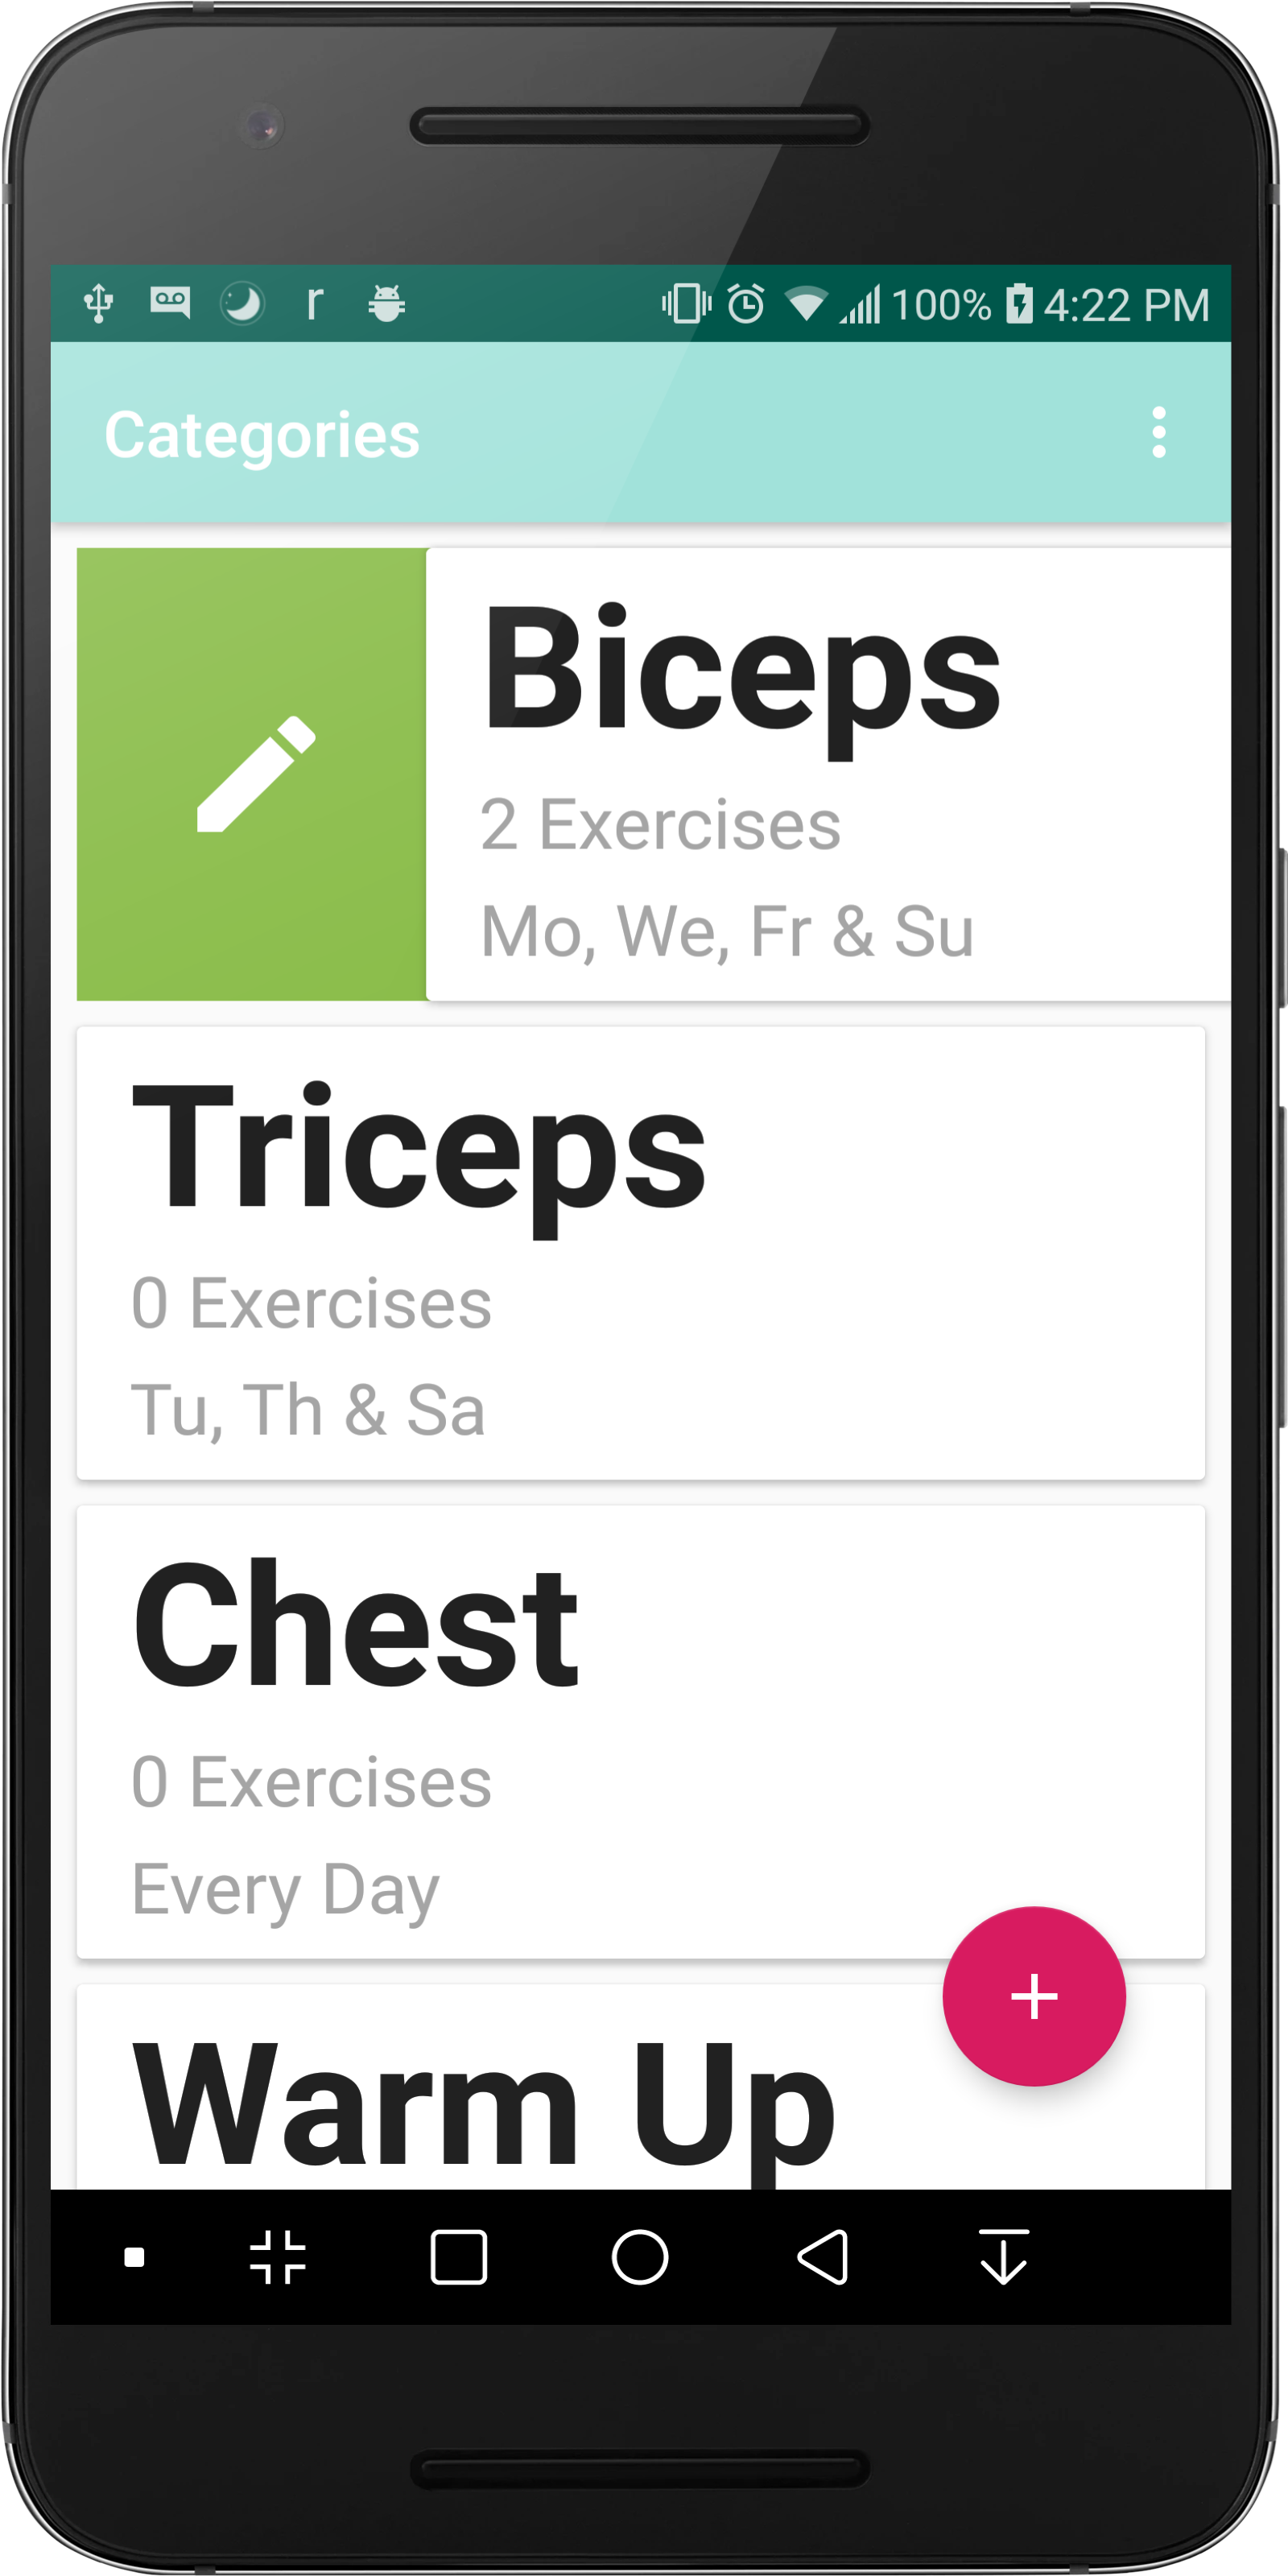 r 100% 4:22 PM
Categories
Biceps
2 Exercises
Mo, We, Fr & Su
Triceps
0 Exercises
Tu, Th & Sa
Chest
0 Exercises
Every Day
+
Warm Up